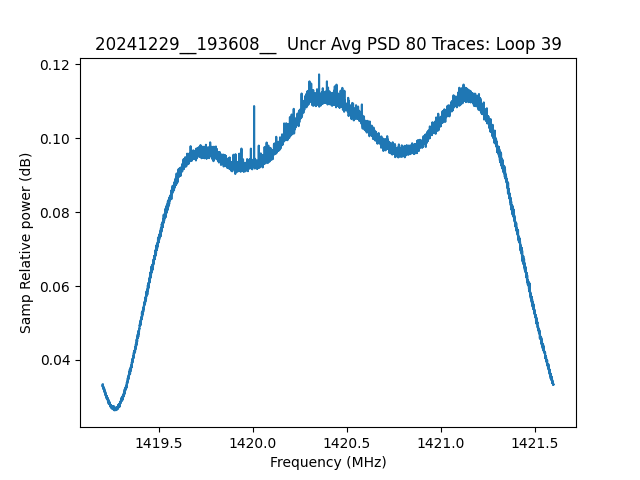 20241229__193608__ Uncr Avg PSD 80 Traces: Loop 39
0.12
0.10
0.08
0.06
0.04
Samp Relative power (dB)
1419.5 1420.0 1420.5 1421.0 1421.5
Frequency (MHz)